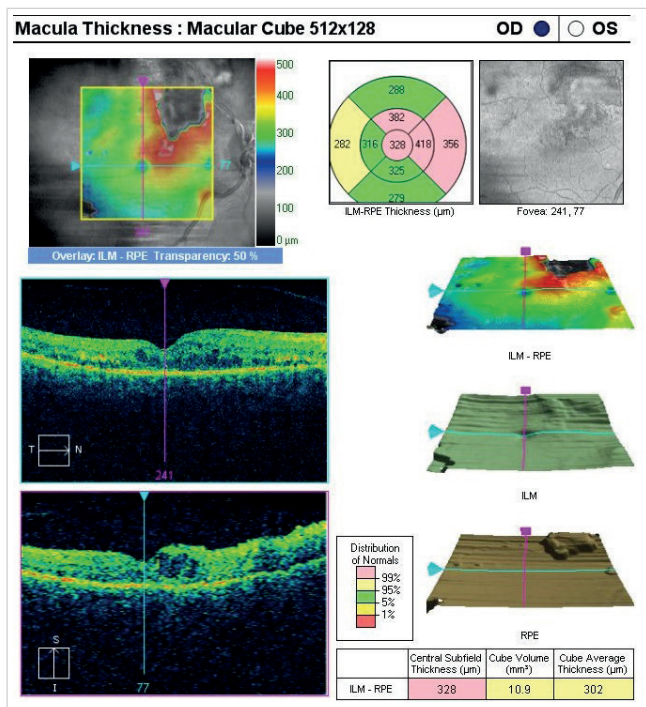 Macula Thickness : Macular Cube 512x128
OD
OS
500
400
300
200
100
0 µm
77
Overlay: ILM - RPE Transparency: 50 %
288
382
282
316
328
418
356
325
279
ILM-RPE Thickness (µm)
Fovea: 241, 77
ILM - RPE
T
N
241
ILM
Distribution
of Normals
99%
95%
5%
1%
RPE
S
I
77
Central Subfield
Thickness (µm)
Cube Volume
(mm³)
Cube Average
Thickness (µm)
ILM - RPE
328
10.9
302